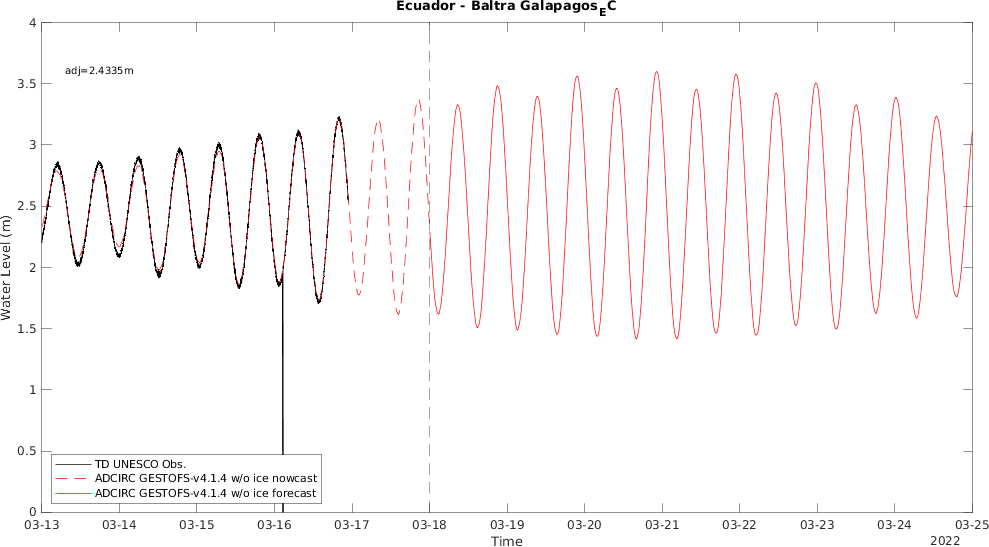 Ecuador - Baltra Galapagos_EC
adj=2.4335m
4
3.5
3
2.5
2
1.5
1
0.5
0
Water Level (m)
TD UNESCO Obs.
ADCIRC GESTOFS-v4.1.4 w/o ice nowcast
ADCIRC GESTOFS-v4.1.4 w/o ice forecast
03-13 03-14 03-15 03-16 03-17 03-18 03-19 03-20 03-21 03-22 03-23 03-24 03-25
Time
2022